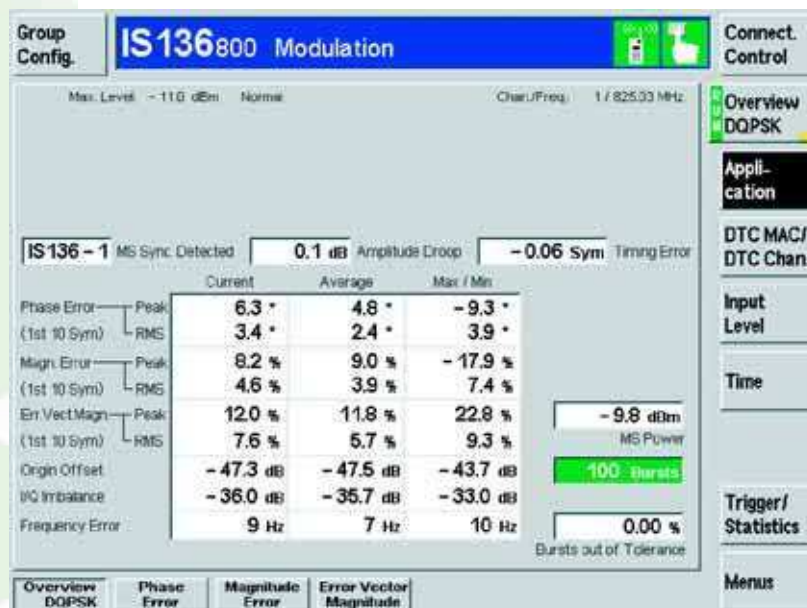 Group Config.
IS136800 Modulation
Connect. Control
Max. Level - 11.0 dBm Normal Chan./Freq. 1 / 825.03 MHz
Overview DQPSK
Appli-cation
DTC MAC/ DTC Chan
Input Level
Time
Trigger/ Statistics
Menus
IS136 - 1 MS Sync. Detected 0.1 dB Amplitude Droop - 0.06 Sym Timing Error
Current Average Max / Min
Phase Error Peak 6.3 ° 4.8 ° - 9.3 °
(1st 10 Sym) RMS 3.4 ° 2.4 ° 3.9 °
Magn. Error Peak 8.2 % 9.0 % - 17.9 %
(1st 10 Sym) RMS 4.6 % 3.9 % 7.4 %
Err.Vect.Magn. Peak 12.0 % 11.8 % 22.8 %
(1st 10 Sym) RMS 7.6 % 5.7 % 9.3 %
- 9.8 dBm
MS Power
Origin Offset - 47.3 dB - 47.5 dB - 43.7 dB
100 Bursts
I/Q Imbalance - 36.0 dB - 35.7 dB - 33.0 dB
Frequency Error 9 Hz 7 Hz 10 Hz
0.00 %
Bursts out of Tolerance
Overview DQPSK
Phase Error
Magnitude Error
Error Vector Magnitude